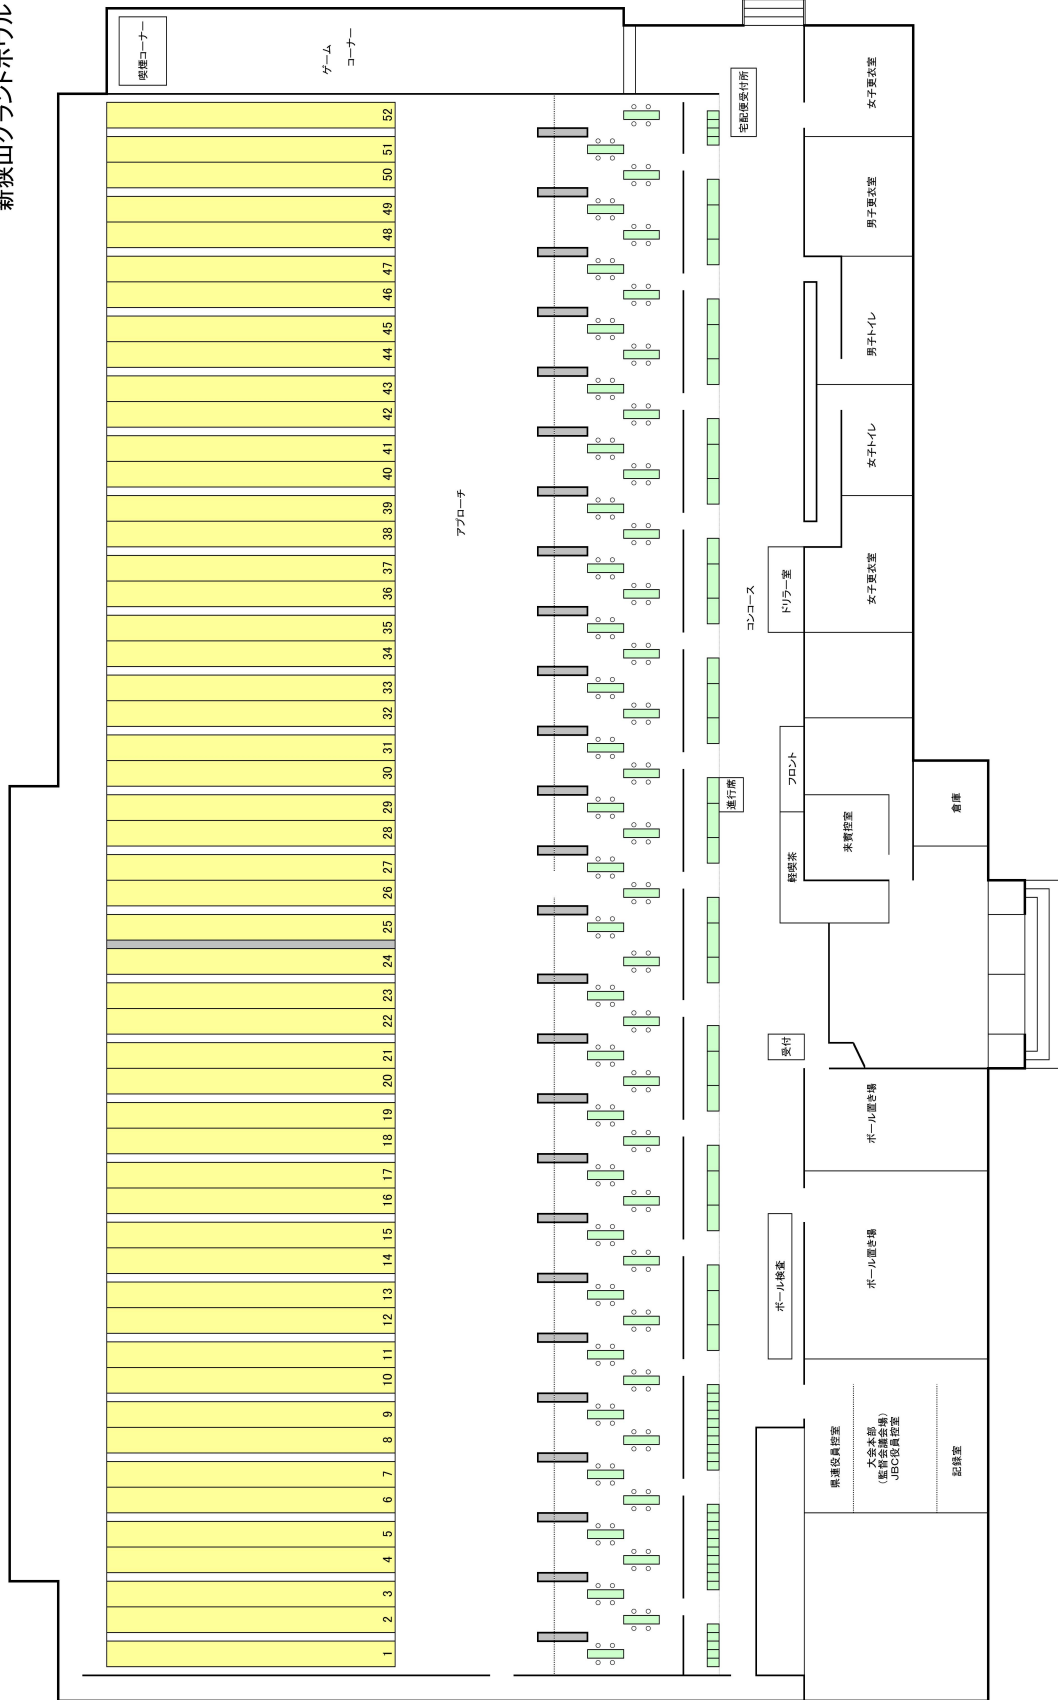 新狭山グランドボウル
喫煙コーナー
ゲーム
コーナー
宅配便受付所
女子更衣室
男子更衣室
男子トイレ
女子トイレ
女子更衣室
ドリラー室
コンコース
アプローチ
フロント
進行席
軽喫茶
来賓控室
倉庫
受付
ボール置き場
ボール置き場
ボール検査
県連役員控室
大会本部
(監督会議会場)
JBC役員控室
記録室
52
51
50
49
48
47
46
45
44
43
42
41
40
39
38
37
36
35
34
33
32
31
30
29
28
27
26
25
24
23
22
21
20
19
18
17
16
15
14
13
12
11
10
9
8
7
6
5
4
3
2
1